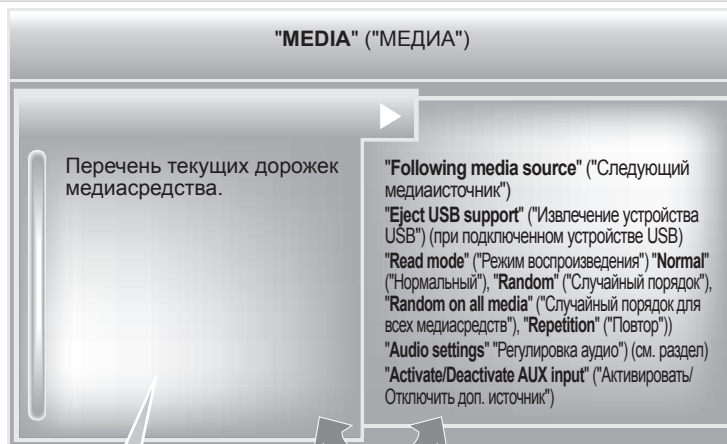 "MEDIA" ("МЕДИА")
Перечень текущих дорожек
медиасредства.
"Following media source" ("Следующий
медиаисточник")
"Eject USB support" ("Извлечение устройства
USB") (при подключенном устройстве USB)
"Read mode" ("Режим воспроизведения") "Normal"
("Нормальный"), "Random" ("Случайный порядок"),
"Random on all media" ("Случайный порядок для
всех медиасредств"), "Repetition" ("Повтор"))
"Audio settings" "Регулировка аудио") (см. раздел)
"Activate/Deactivate AUX input" ("Активировать/
Отключить доп. источник")